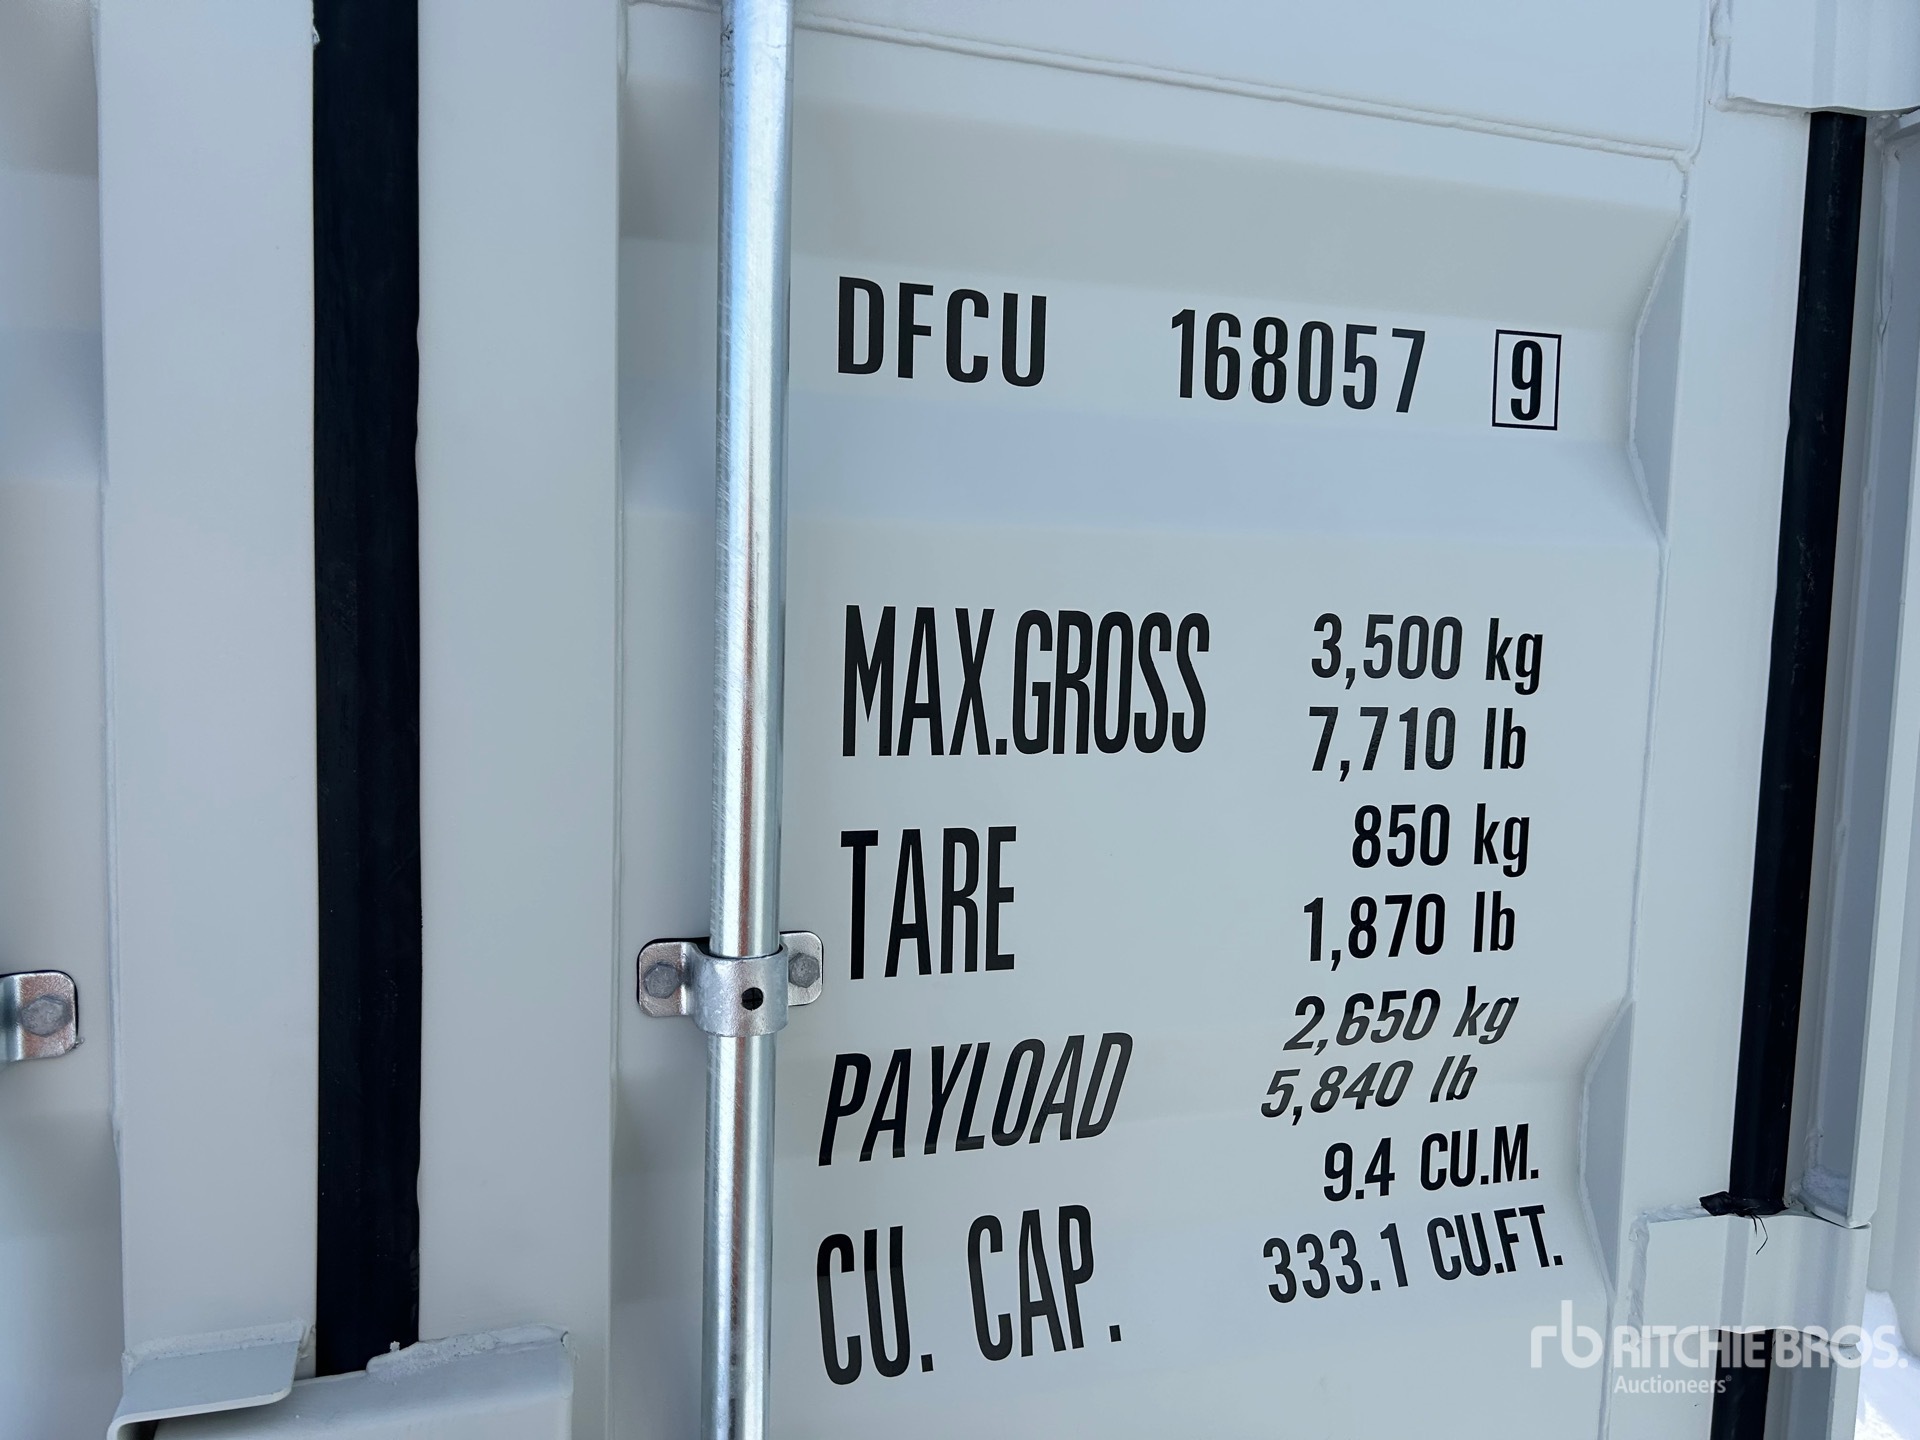 DFCU 168057 9
MAX.GROSS 3,500 kg
7,710 lb
TARE 850 kg
1,870 lb
PAYLOAD 2,650 kg
5,840 lb
CU. CAP. 9.4 CU.M.
333.1 CU.FT.
rb RITCHIE BROS.
Auctioneers®